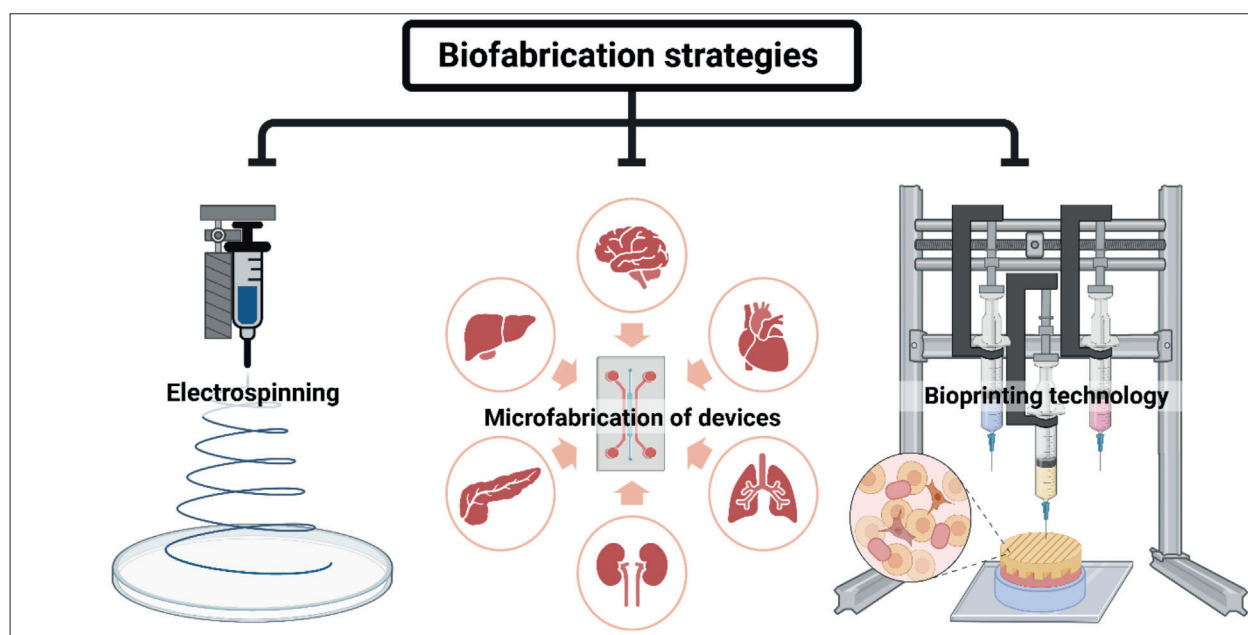 Biofabrication strategies
Electrospinning
Microfabrication of devices
Bioprinting technology